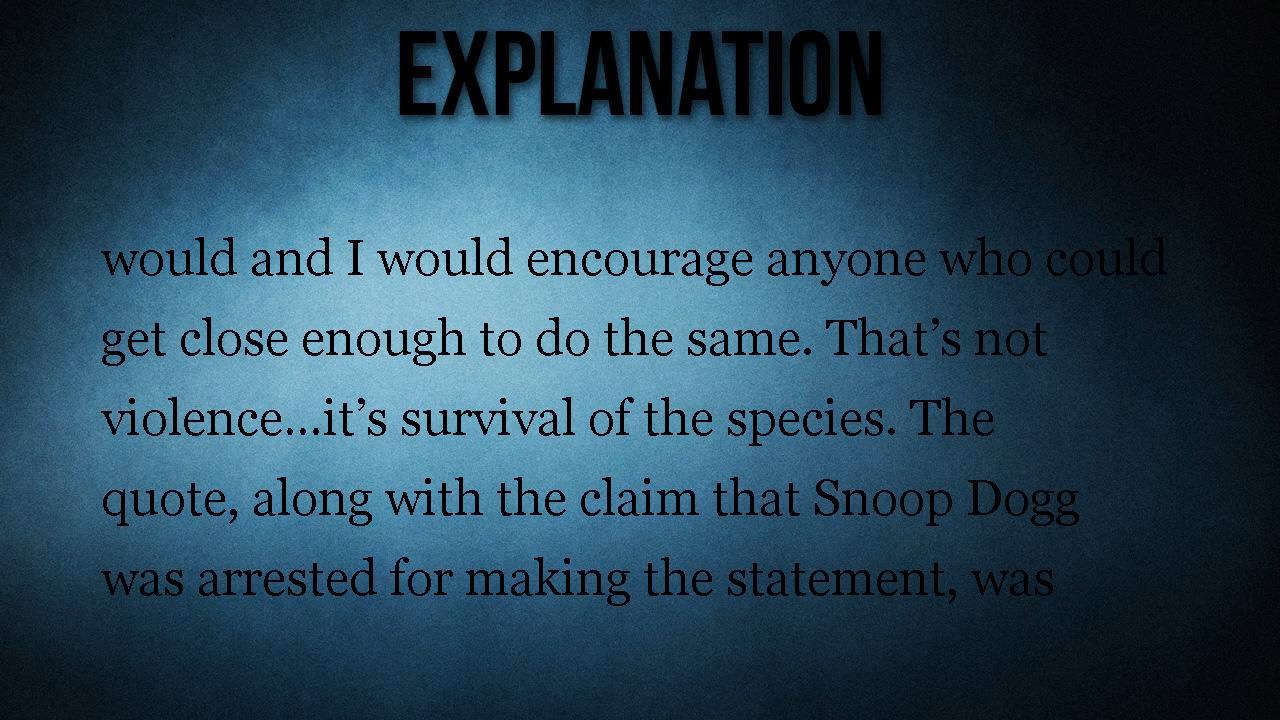 EXPLANATION
would and I would encourage anyone who could
get close enough to do the same. That’s not
violence...it’s survival of the species. The
quote, along with the claim that Snoop Dogg
was arrested for making the statement, was